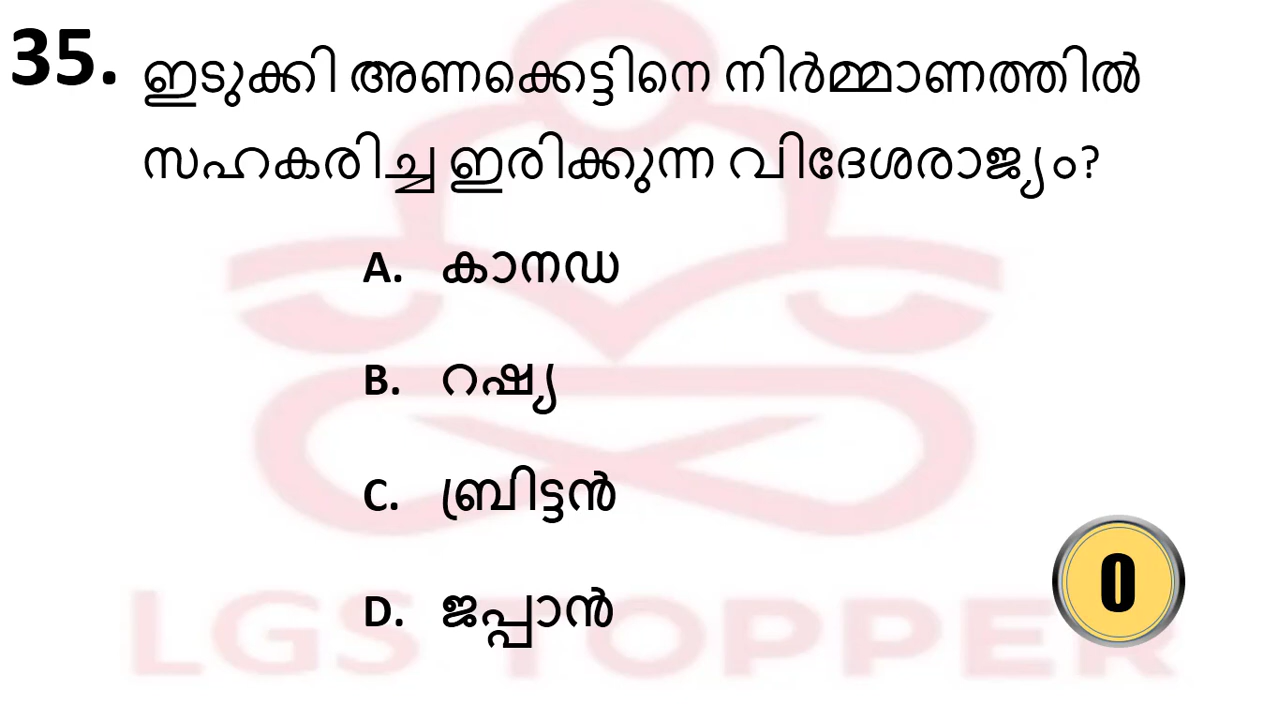 35. ഇടുക്കി അണക്കെട്ടിനെ നിർമ്മാണത്തിൽ
സഹകരിച്ച ഇരിക്കുന്ന വിദേശരാജ്യം?
A. കാനഡ
B. റഷ്യ
C. ബ്രിട്ടൻ
D. ജപ്പാൻ
0
LGS TOPPER